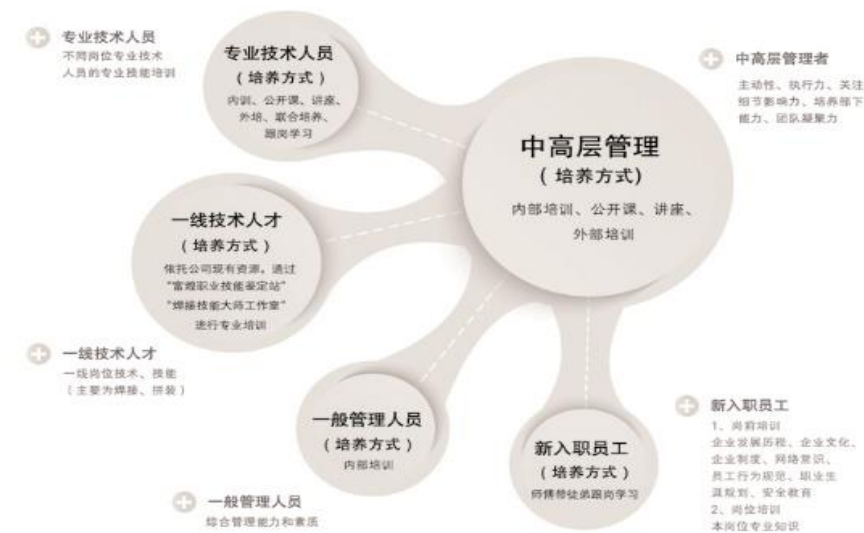 专业技术人员
不同岗位专业技术
人员的专业技能培训
专业技术人员
(培养方式)
内训、公开课、讲座、
外培、联合培养、
跟岗学习
中高层管理者
主动性、执行力、关注
细节影响力、培养部下
能力、团队凝聚力
中高层管理
(培养方式)
内部培训、公开课、讲座、
外部培训
一线技术人才
(培养方式)
依托公司现有资源。通过
“富煌职业技能鉴定站”
“焊接技能大师工作室”
进行专业培训
一线技术人才
一线岗位技术、技能
(主要为焊接、拼装)
一般管理人员
(培养方式)
内部培训
一般管理人员
综合管理能力和素质
新入职员工
(培养方式)
师傅带徒弟跟岗学习
新入职员工
1、岗前培训
企业发展历程、企业文化、
企业制度、网络常识、
员工行为规范、职业生
涯规划、安全教育
2、岗位培训
本岗位专业知识